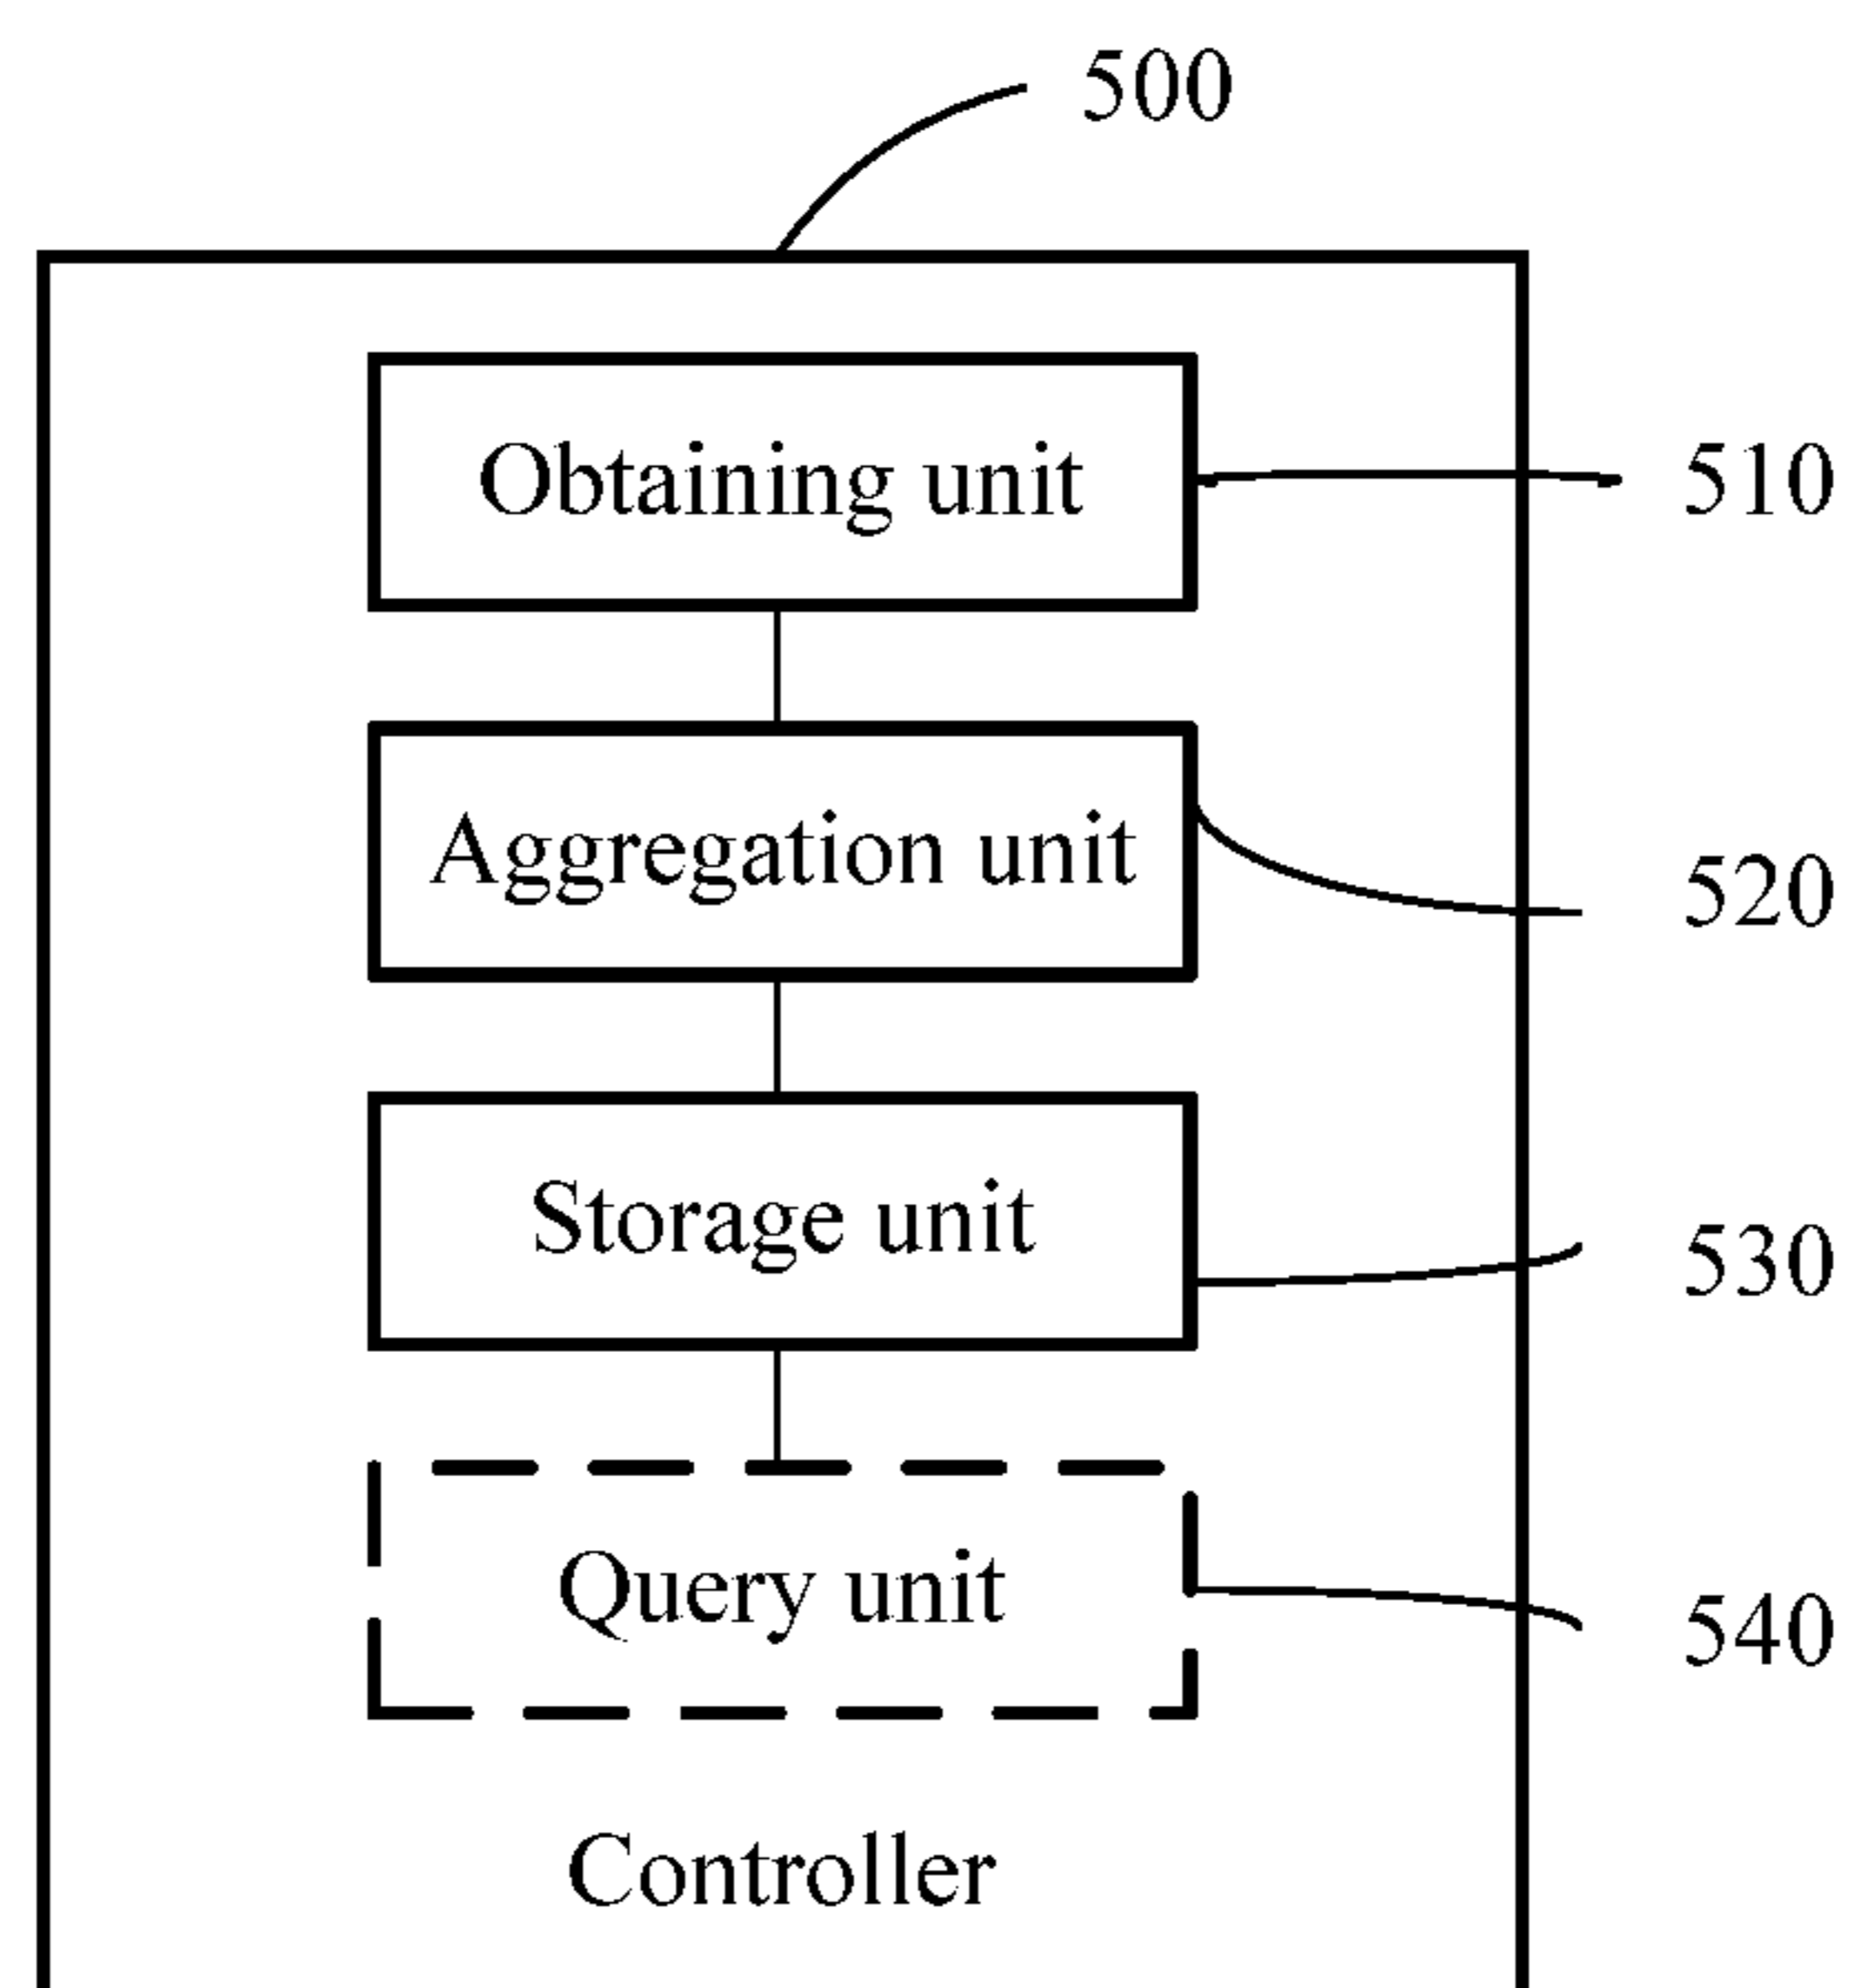 500
Obtaining unit
510
Aggregation unit
520
Storage unit
530
Query unit
540
Controller